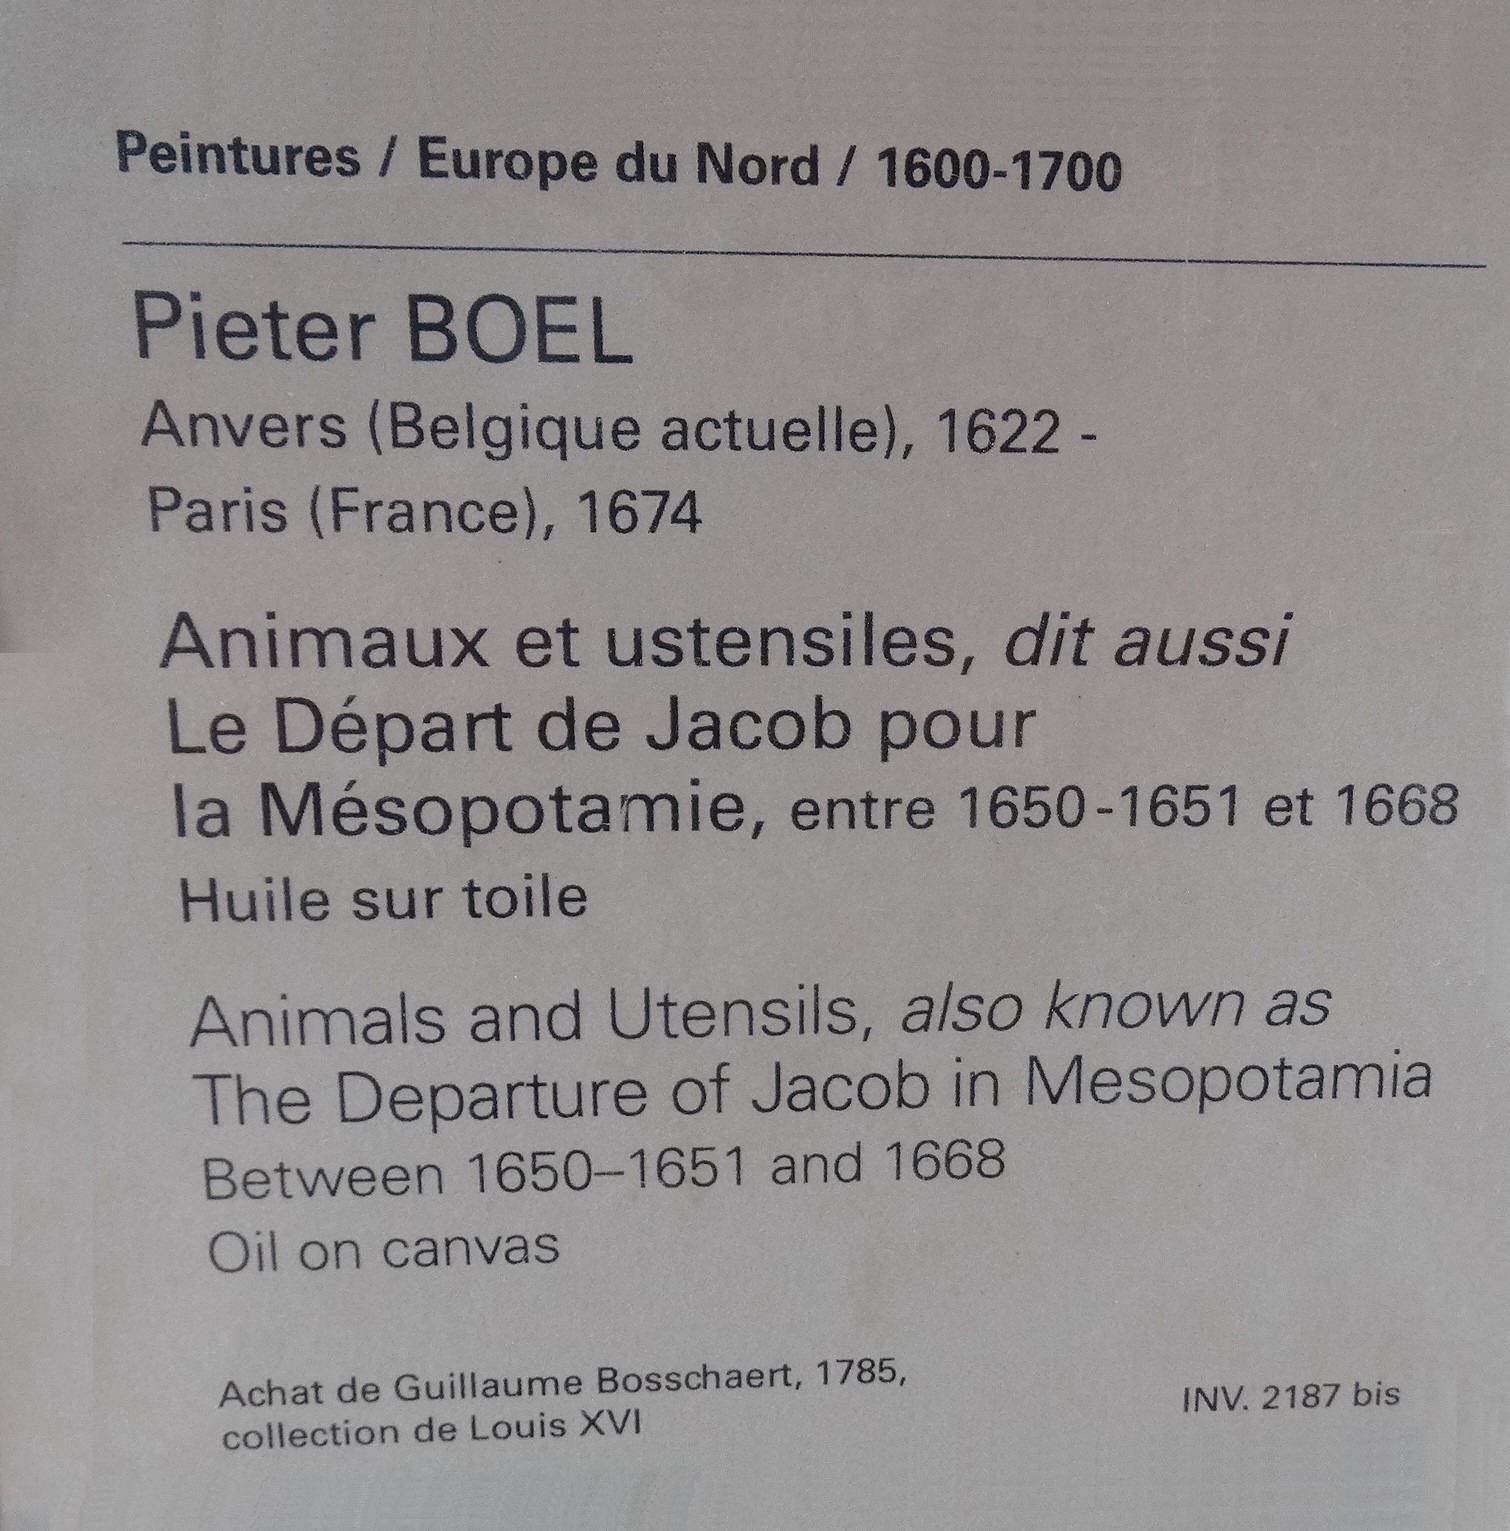 Peintures / Europe du Nord / 1600-1700
Pieter BOEL
Anvers (Belgique actuelle), 1622 -
Paris (France), 1674
Animaux et ustensiles, dit aussi
Le Départ de Jacob pour
la Mésopotamie, entre 1650-1651 et 1668
Huile sur toile
Animals and Utensils, also known as
The Departure of Jacob in Mesopotamia
Between 1650–1651 and 1668
Oil on canvas
Achat de Guillaume Bosschaert, 1785,
collection de Louis XVI
INV. 2187 bis